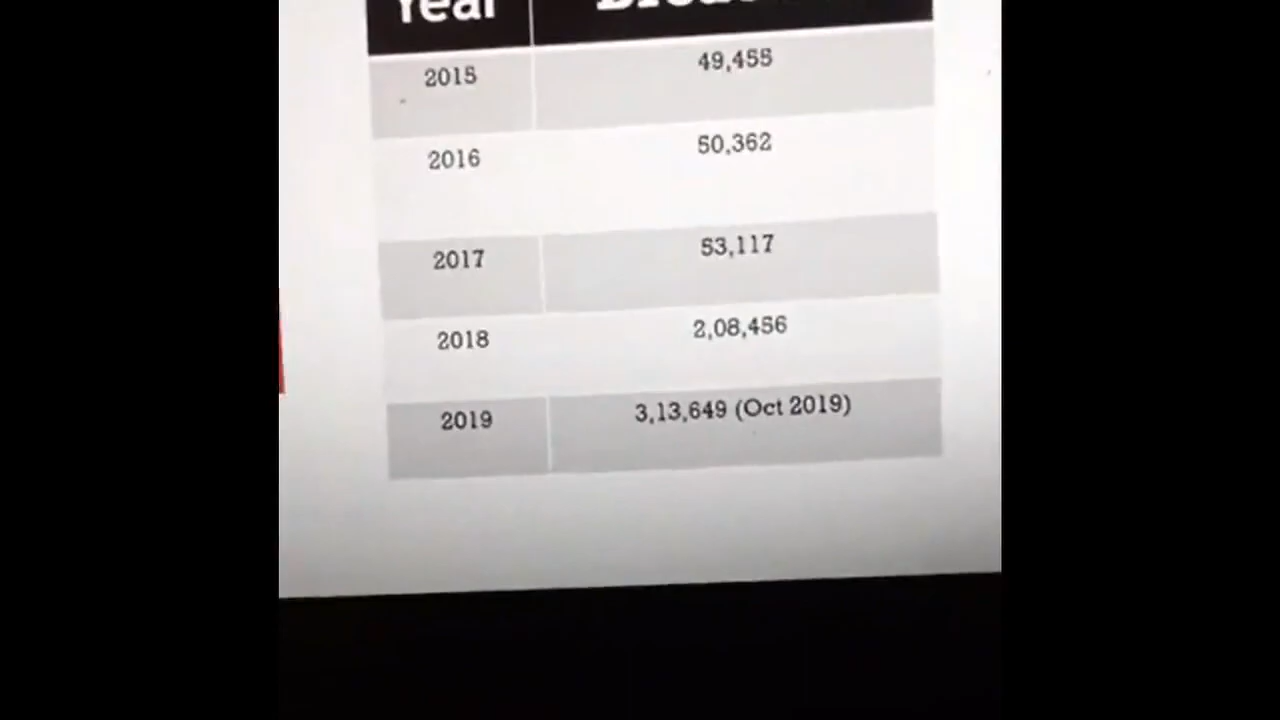 Year
2015 49,455
2016 50,362
2017 53,117
2018 2,08,456
2019 3,13,649 (Oct 2019)